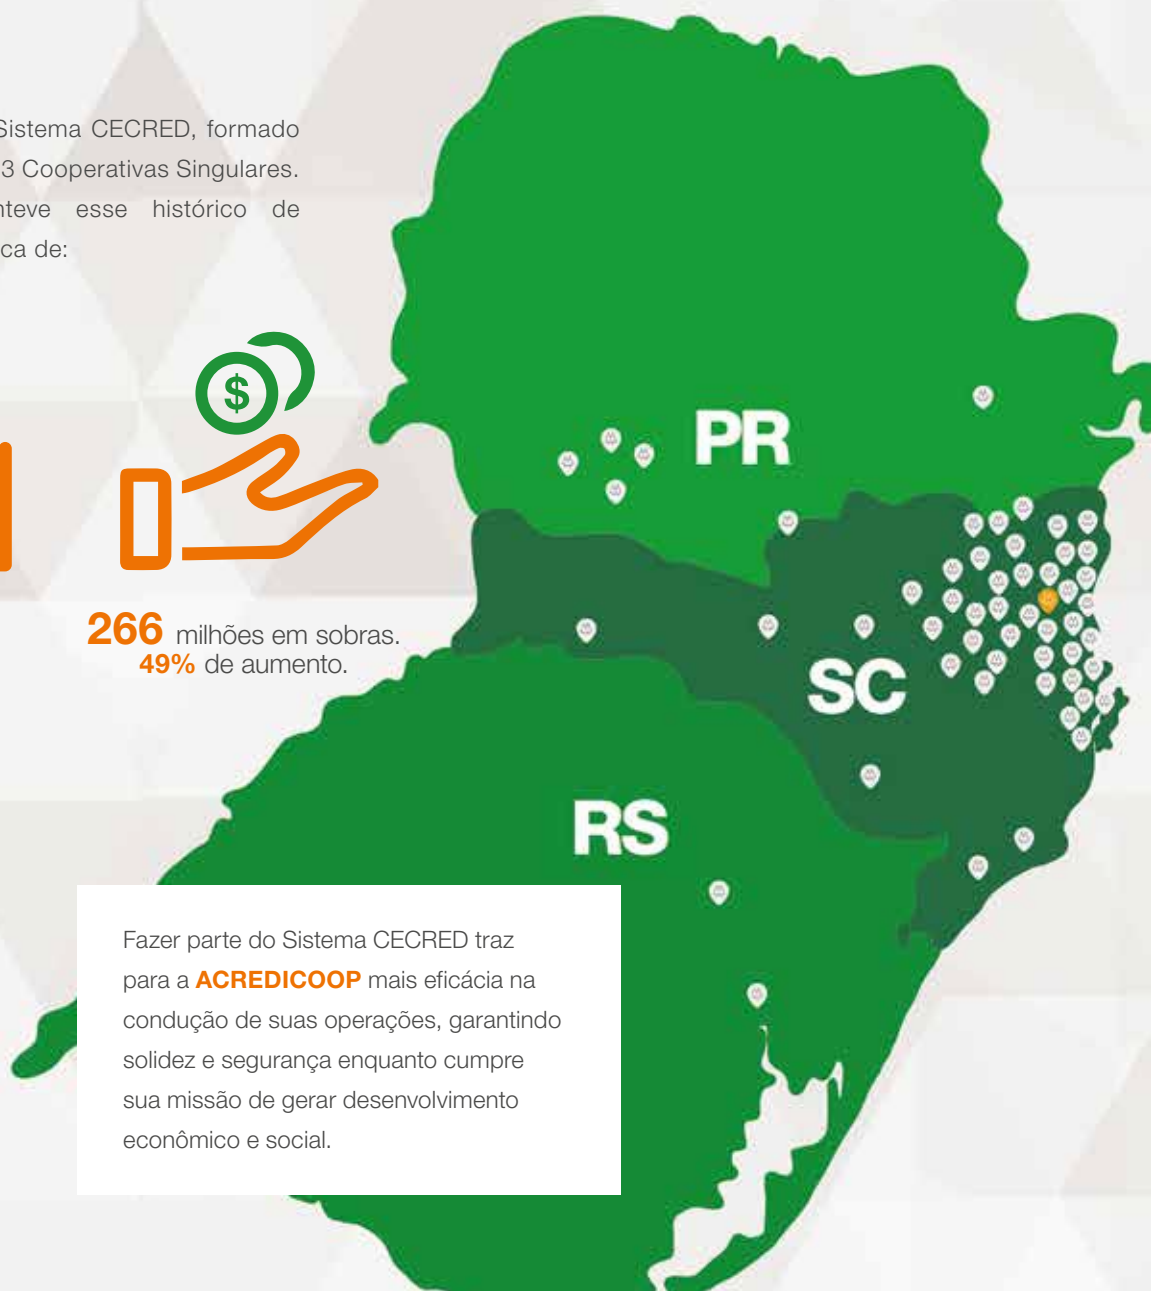 Sistema CECRED, formado
3 Cooperativas Singulares.
esse histórico de
de:
$
266 milhões em sobras.
49% de aumento.
PR
SC
RS
Fazer parte do Sistema CECRED traz
para a ACREDICOOP mais eficácia na
condução de suas operações, garantindo
solidez e segurança enquanto cumpre
sua missão de gerar desenvolvimento
econômico e social.